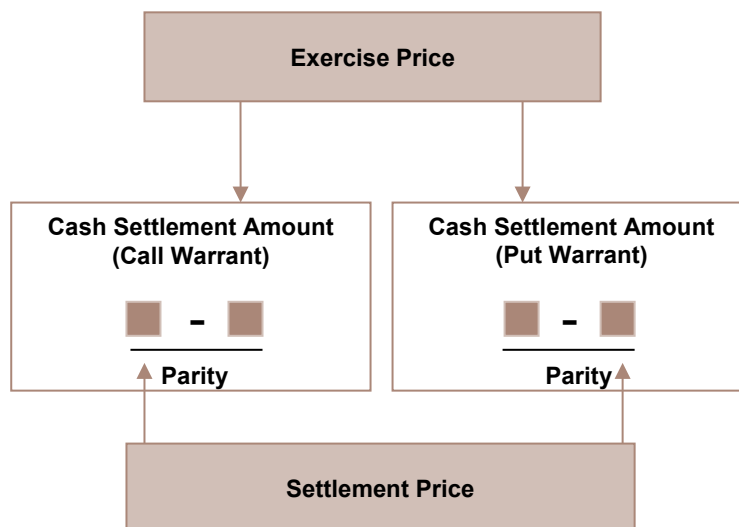 Exercise Price
Cash Settlement Amount
(Call Warrant)
-
Parity
Cash Settlement Amount
(Put Warrant)
-
Parity
Settlement Price